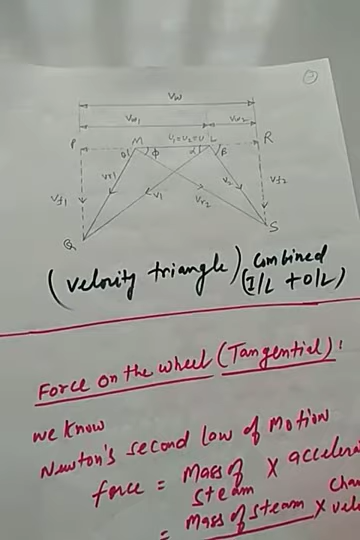 Vw
Vw1 Vw2
P M U1=U2=U L R
θ φ α β
Vf1 Vr1 V1 Vr2 V2 Vf2
Q S
(Velocity triangle) Combined
(I/L + O/L)
Force on the wheel (Tangential):
We know
Newton's second law of Motion
force = Mass of steam X
= Mass of steam X